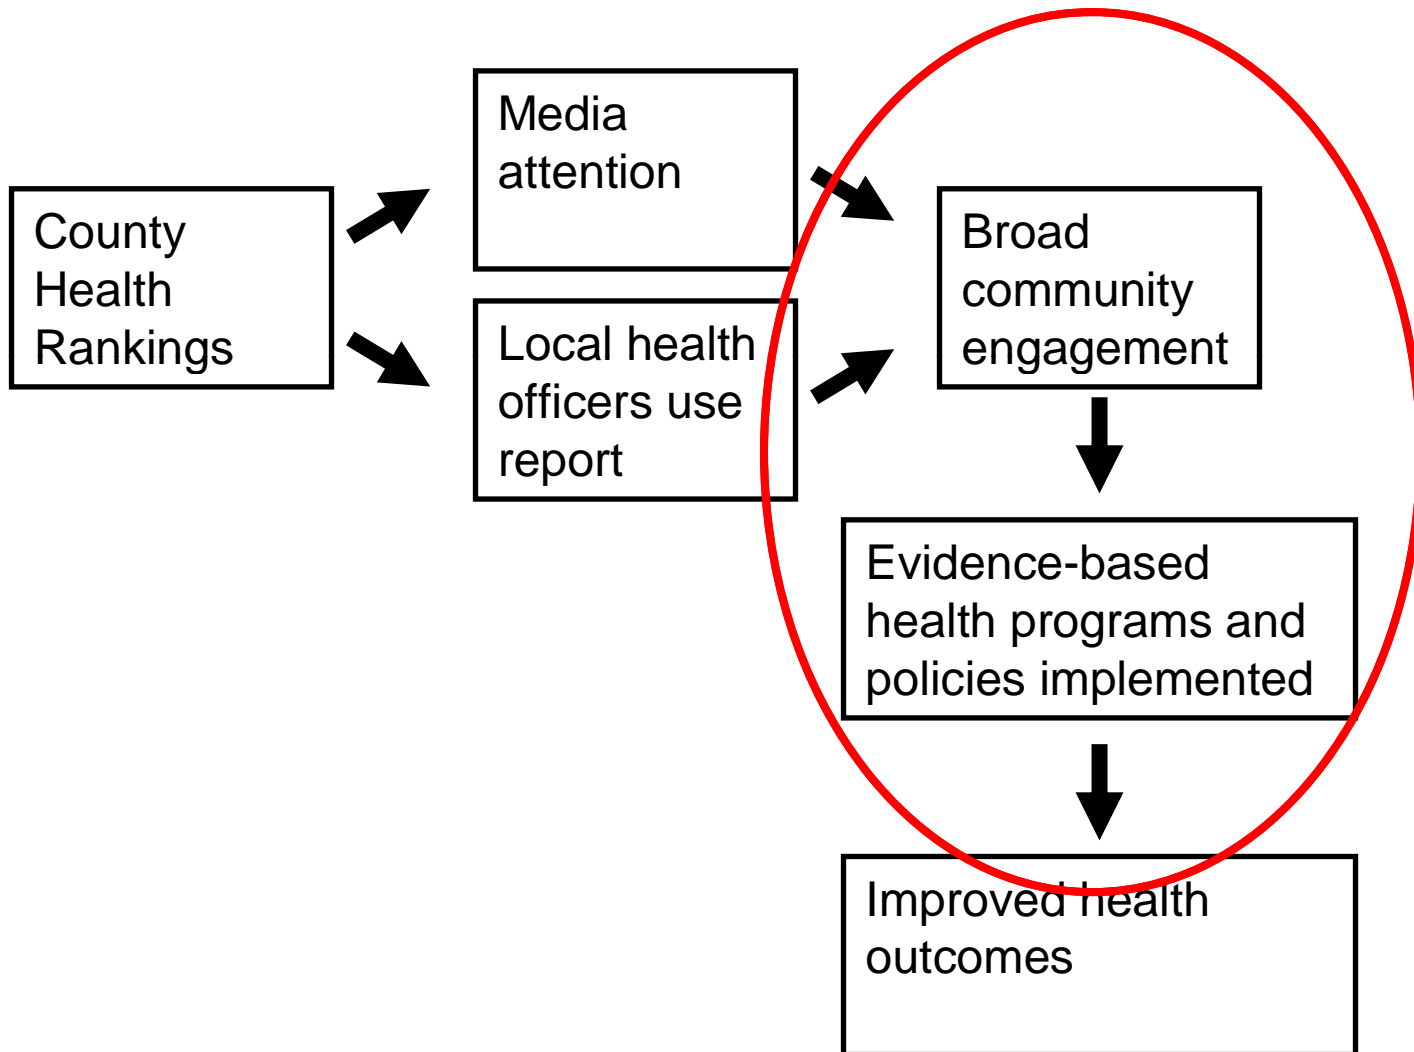 County
Health
Rankings
Media
attention
Local health
officers use
report
Broad
community
engagement
Evidence-based
health programs and
policies implemented
Improved health
outcomes